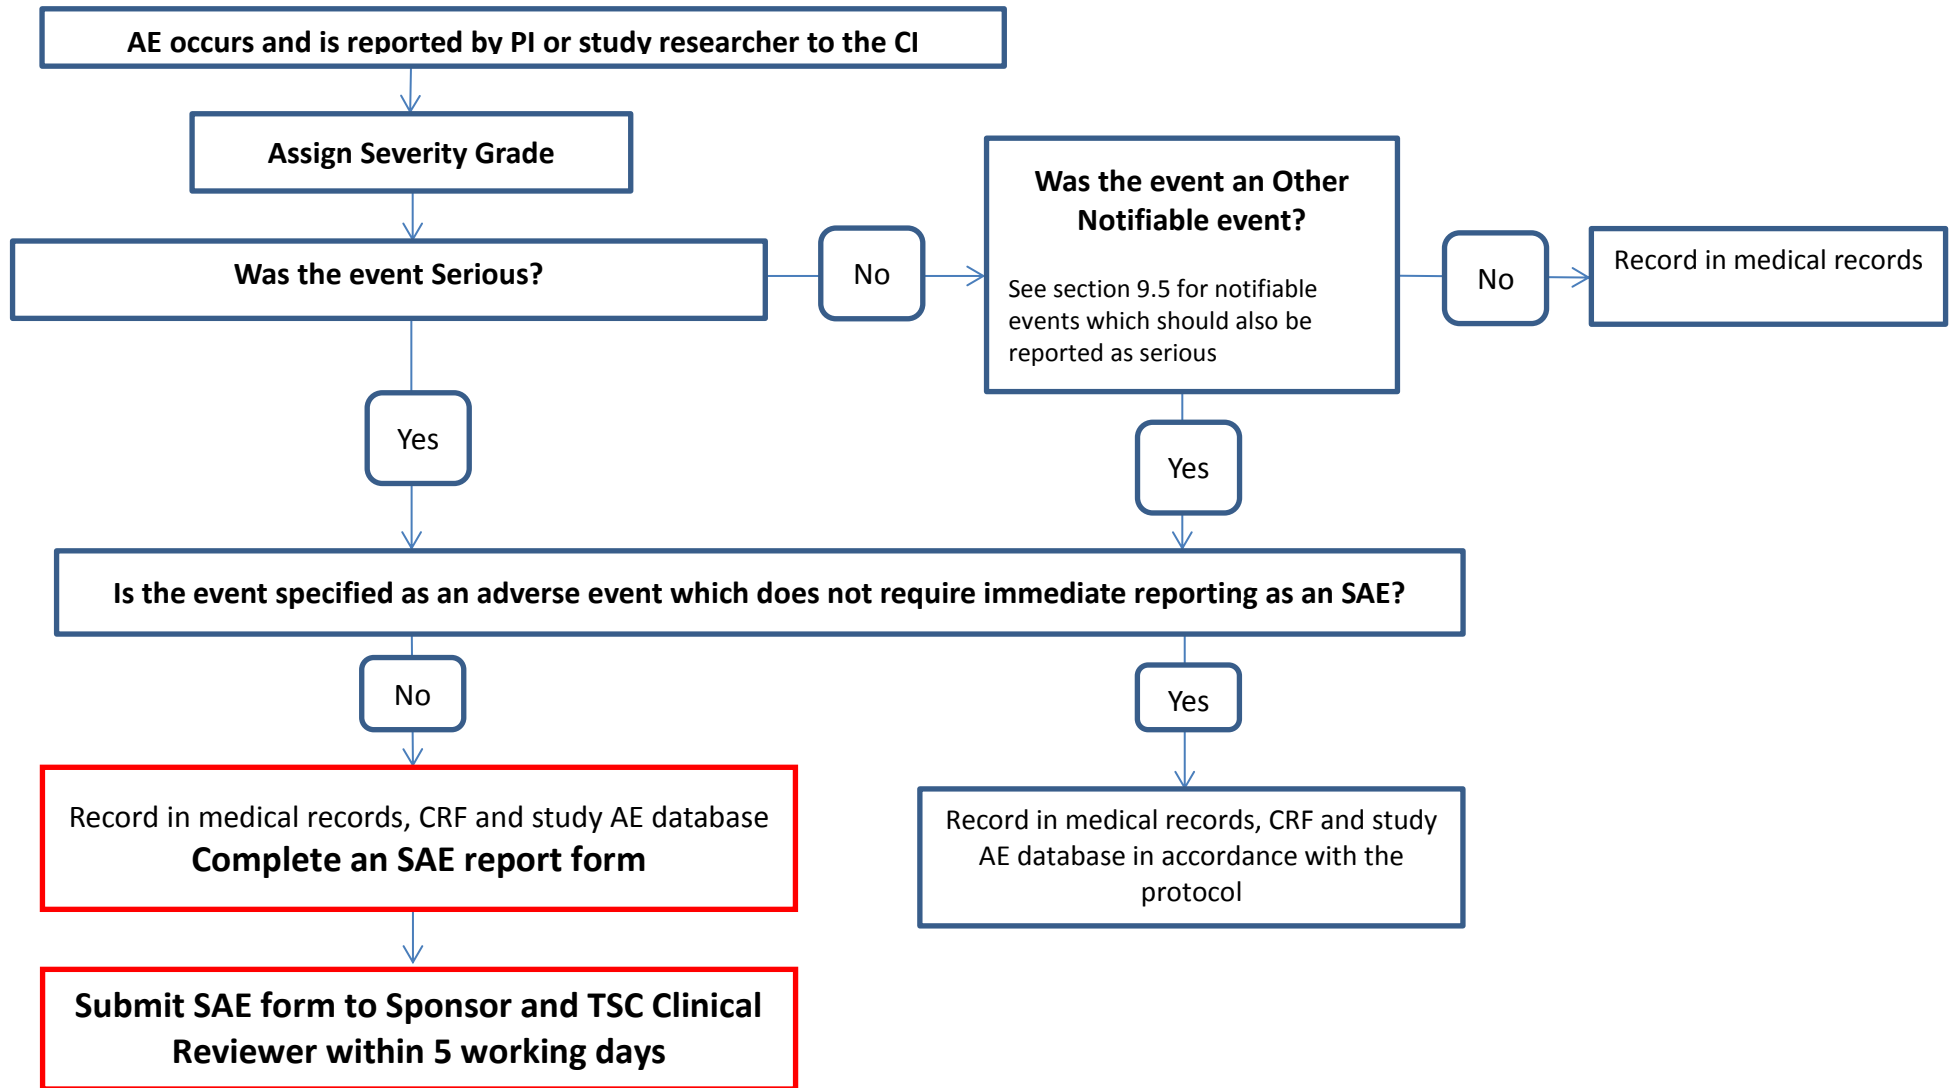 AE occurs and is reported by PI or study researcher to the CI
Assign Severity Grade
Was the event Serious?
No
Was the event an Other
Notifiable event?
See section 9.5 for notifiable
events which should also be
reported as serious
No
Record in medical records
Yes
Yes
Is the event specified as an adverse event which does not require immediate reporting as an SAE?
No
Yes
Record in medical records, CRF and study AE database
Complete an SAE report form
Record in medical records, CRF and study
AE database in accordance with the
protocol
Submit SAE form to Sponsor and TSC Clinical
Reviewer within 5 working days